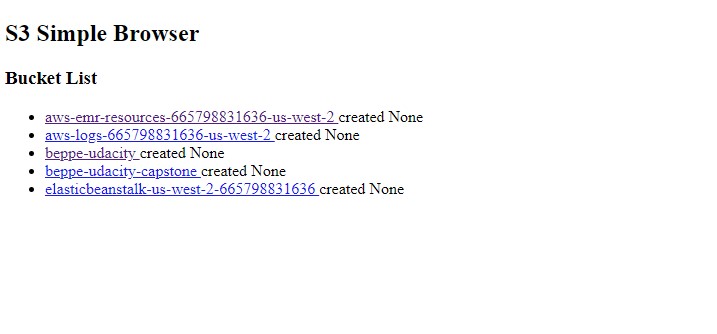 S3 Simple Browser
Bucket List
aws-emr-resources-665798831636-us-west-2 created None
aws-logs-665798831636-us-west-2 created None
beppe-udacity created None
beppe-udacity-capstone created None
elasticbeanstalk-us-west-2-665798831636 created None